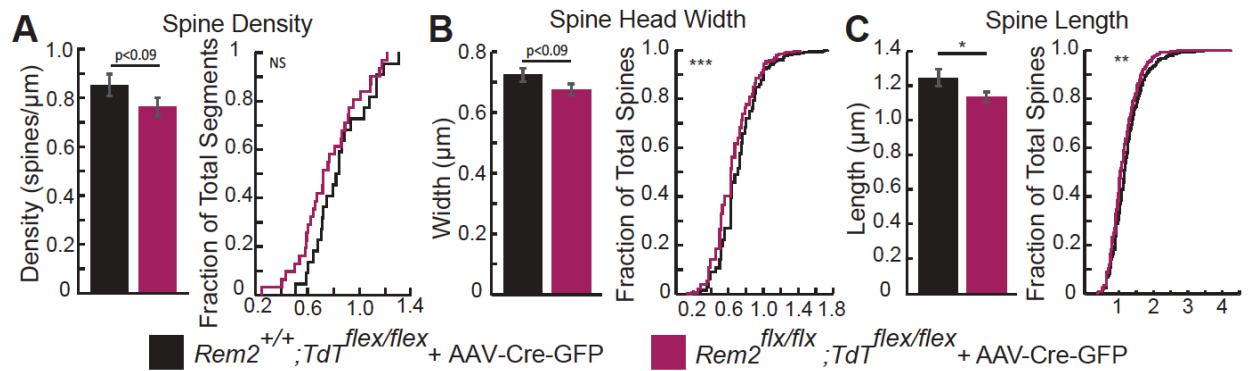 A Spine Density
B Spine Head Width
C Spine Length
Density (spines/μm)
1.0
0.8
0.6
0.4
0.2
0
p<0.09
Fraction of Total Segments
1
0.8
0.6
0.4
0.2
0
NS
0.2 0.6 1.0 1.4
Width (μm)
0.8
0.6
0.4
0.2
0
p<0.09
Fraction of Total Spines
1.0
0.8
0.6
0.4
0.2
0
***
0.2 0.6 1.0 1.4 1.8
Length (μm)
1.4
1.2
1.0
0.8
0.6
0.4
0.2
0
*
Fraction of Total Spines
1.0
0.8
0.6
0.4
0.2
0
**
1 2 3 4
Rem2+/+;TdTflex/flex+ AAV-Cre-GFP
Rem2flx/flx;TdTflex/flex+ AAV-Cre-GFP